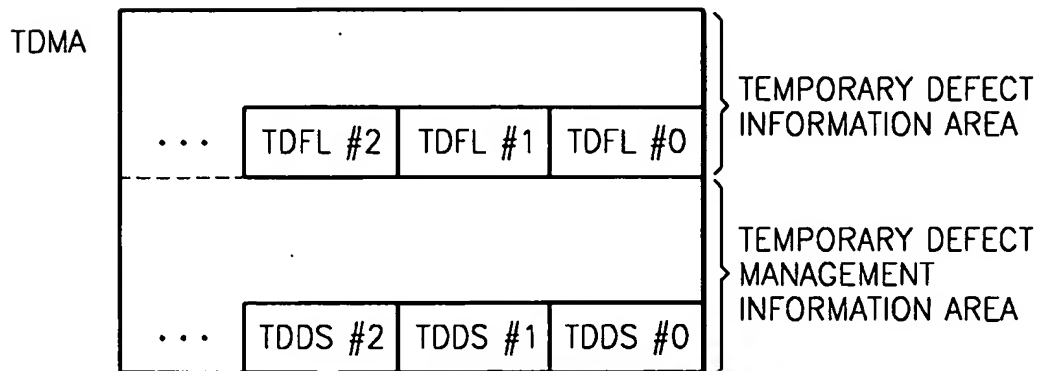 TDMA
TEMPORARY DEFECT
INFORMATION AREA
... TDFL #2 TDFL #1 TDFL #0
TEMPORARY DEFECT
MANAGEMENT
INFORMATION AREA
... TDDS #2 TDDS #1 TDDS #0